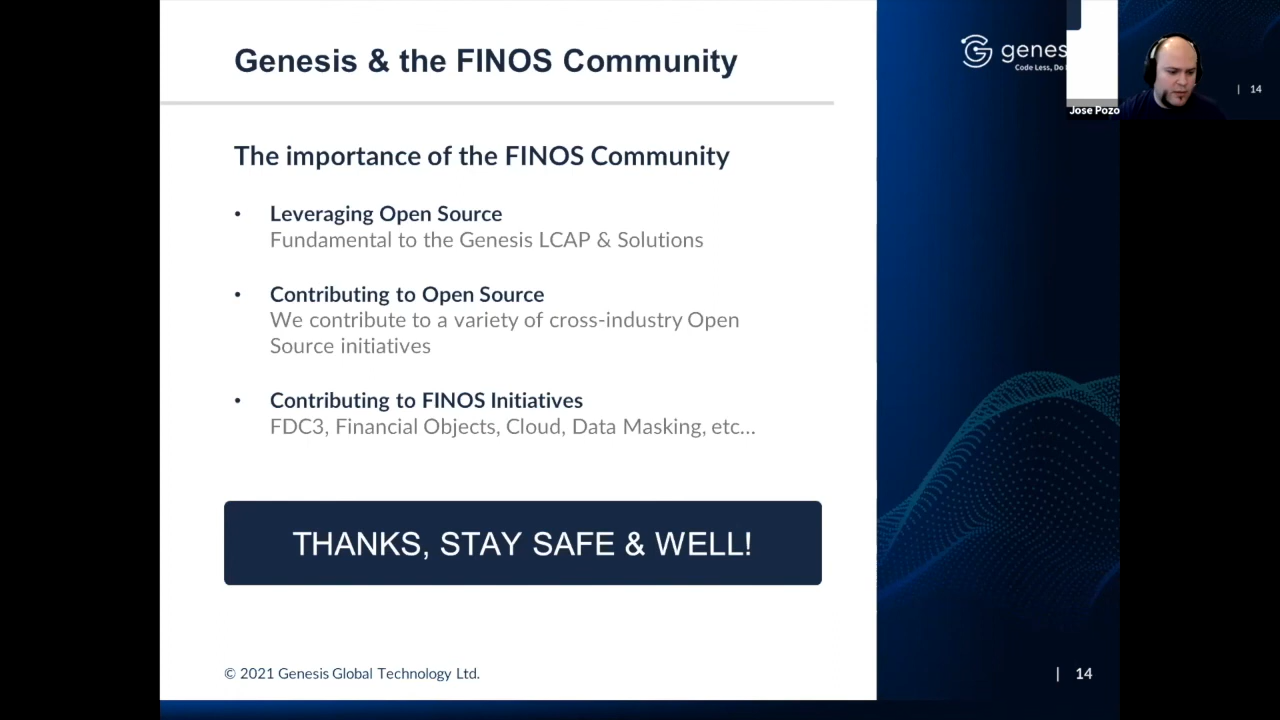 Genesis & the FINOS Community
genes
Code Less, Do
Jose Pozo
| 14
The importance of the FINOS Community
• Leveraging Open Source
Fundamental to the Genesis LCAP & Solutions
• Contributing to Open Source
We contribute to a variety of cross-industry Open
Source initiatives
• Contributing to FINOS Initiatives
FDC3, Financial Objects, Cloud, Data Masking, etc...
THANKS, STAY SAFE & WELL!
© 2021 Genesis Global Technology Ltd.
| 14